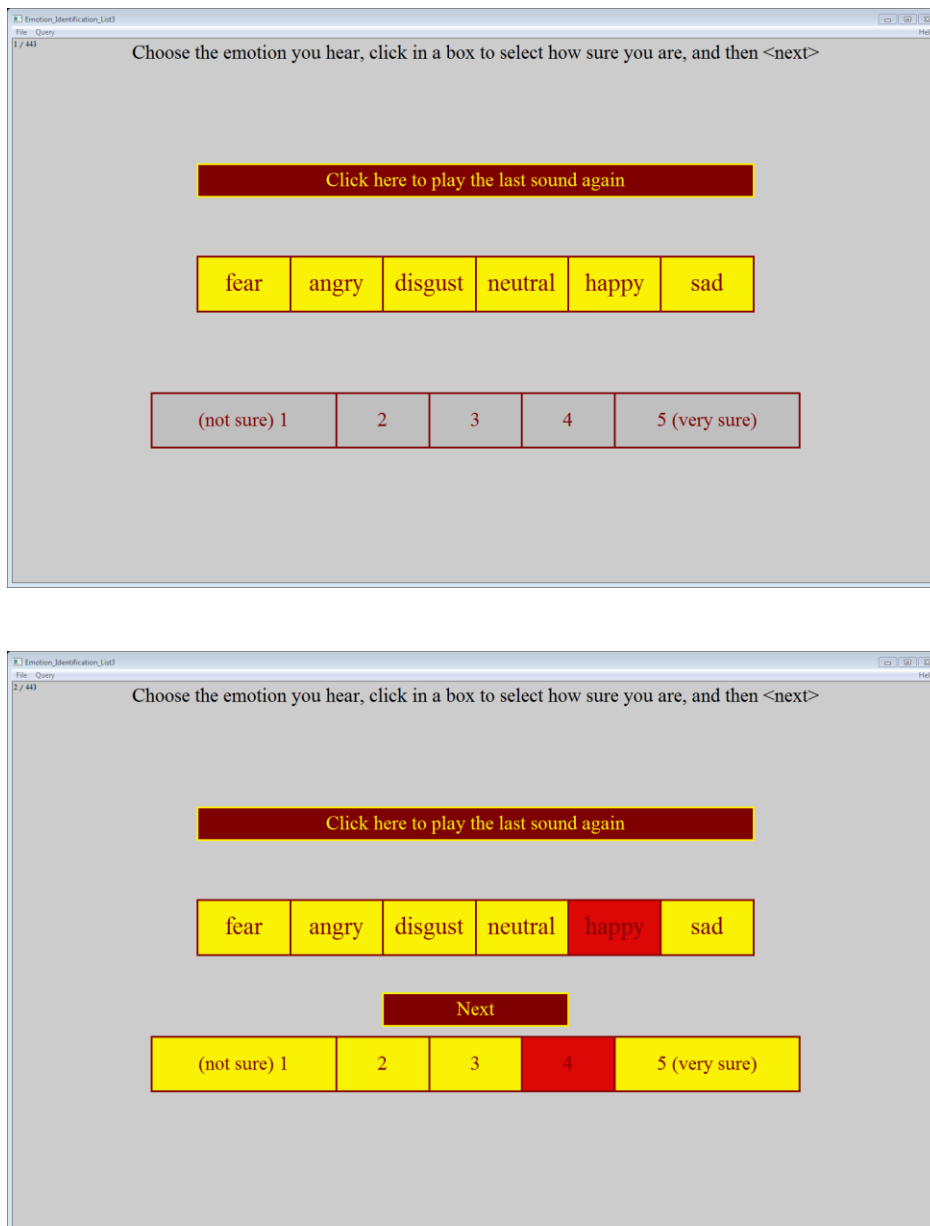 Emotion_Identification_List3
File Query Hel
1 / 443
Choose the emotion you hear, click in a box to select how sure you are, and then <next>
Click here to play the last sound again
fear angry disgust neutral happy sad
(not sure) 1 2 3 4 5 (very sure)
Emotion_Identification_List3
File Query Hel
2 / 443
Choose the emotion you hear, click in a box to select how sure you are, and then <next>
Click here to play the last sound again
fear angry disgust neutral happy sad
Next
(not sure) 1 2 3 4 5 (very sure)